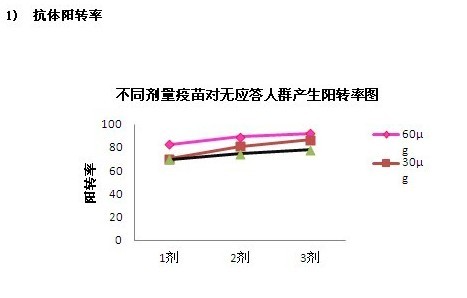 1) 抗体阳转率
不同剂量疫苗对无应答人群产生阳转率图
阳转率
100
80
60
40
20
0
1剂
2剂
3剂
60μ
g
30μ
g